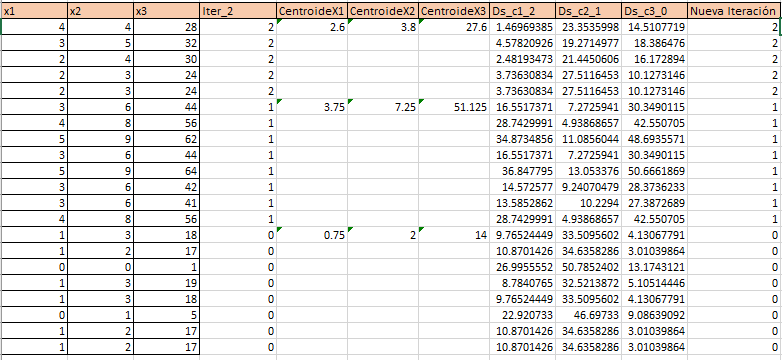 x1 x2 x3 Iter_2 CentroideX1 CentroideX2 CentroideX3 Ds_c1_2 Ds_c2_1 Ds_c3_0 Nueva Iteración
4 4 28 2 2.6 3.8 27.6 1.46969385 23.3535998 14.5107719 2
3 5 32 2 4.57820926 19.2714977 18.386476 2
2 4 30 2 2.48193473 21.4450606 16.172894 2
2 3 24 2 3.73630834 27.5116453 10.1273146 2
2 3 24 2 3.73630834 27.5116453 10.1273146 2
3 6 44 1 3.75 7.25 51.125 16.5517371 7.2725941 30.3490115 1
4 8 56 1 28.7429991 4.93868657 42.550705 1
5 9 62 1 34.8734856 11.0856044 48.6935571 1
3 6 44 1 16.5517371 7.2725941 30.3490115 1
5 9 64 1 36.847795 13.053376 50.6661869 1
3 6 42 1 14.572577 9.24070479 28.3736233 1
3 6 41 1 13.5852862 10.2294 27.3872689 1
4 8 56 1 28.7429991 4.93868657 42.550705 1
1 3 18 0 0.75 2 14 9.76524449 33.5095602 4.13067791 0
1 2 17 0 10.8701426 34.6358286 3.01039864 0
0 0 1 0 26.9955552 50.7852402 13.1743121 0
1 3 19 0 8.7840765 32.5213872 5.10514446 0
1 3 18 0 9.76524449 33.5095602 4.13067791 0
0 1 5 0 22.920733 46.69733 9.08639092 0
1 2 17 0 10.8701426 34.6358286 3.01039864 0
1 2 17 0 10.8701426 34.6358286 3.01039864 0